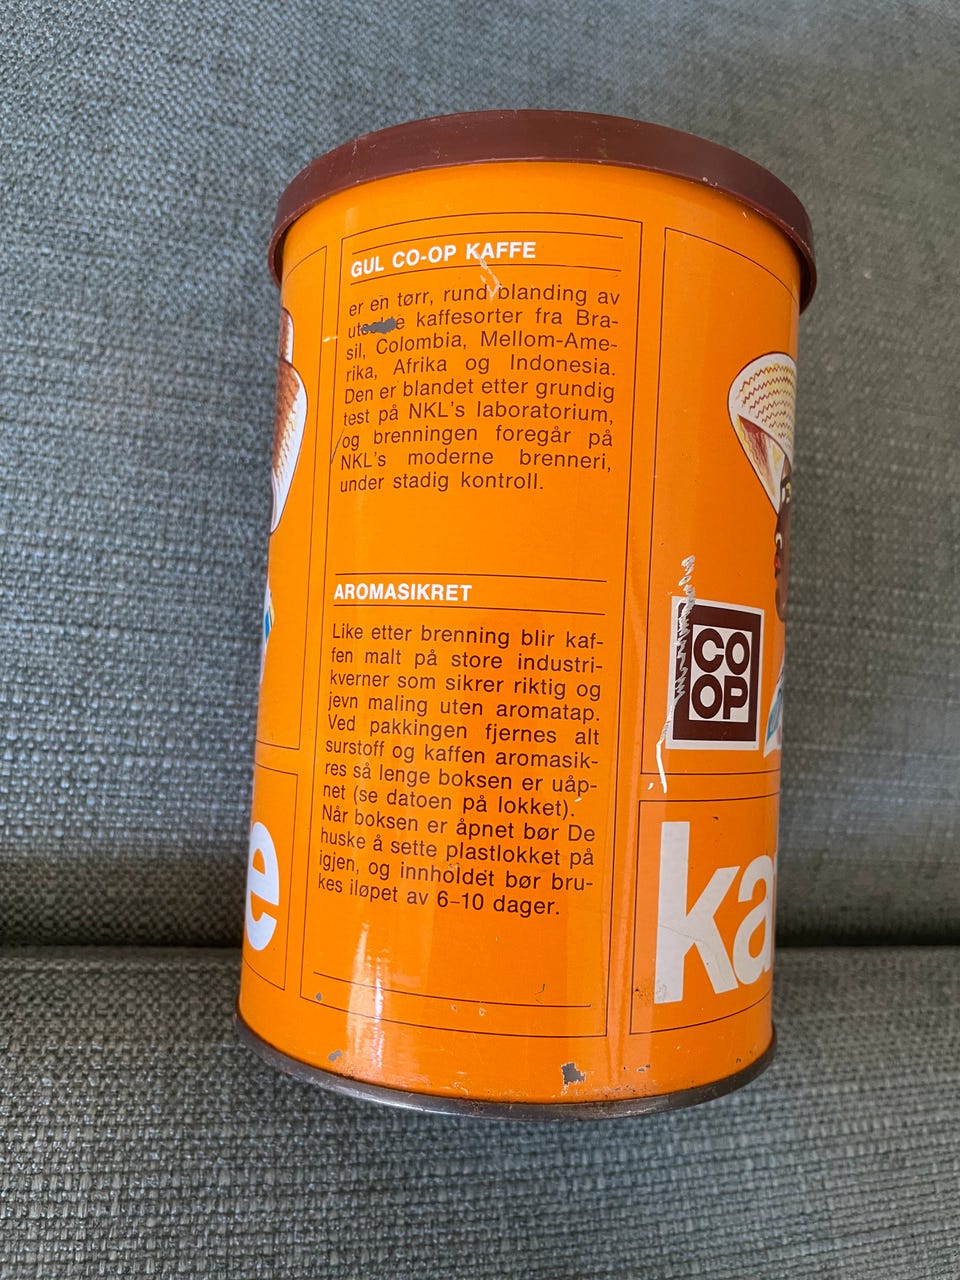 GUL CO-OP KAFFE
er en tørr, rund blanding av
kaffesorter fra Bra-
sil, Colombia, Mellom-Ame-
rika, Afrika og Indonesia.
Den er blandet etter grundig
test på NKL's laboratorium,
og brenningen foregår på
NKL's moderne brenneri,
under stadig kontroll.
AROMASIKRET
Like etter brenning blir kaf-
fen malt på store industri-
kverner som sikrer riktig og
jevn maling uten aromatap.
Ved pakkingen fjernes alt
surstoff og kaffen aromasik-
res så lenge boksen er uåp-
net (se datoen på lokket).
Når boksen er åpnet bør De
huske å sette plastlokket på
igjen, og innholdet bør bru-
kes iløpet av 6–10 dager.
CO
OP
e
ka